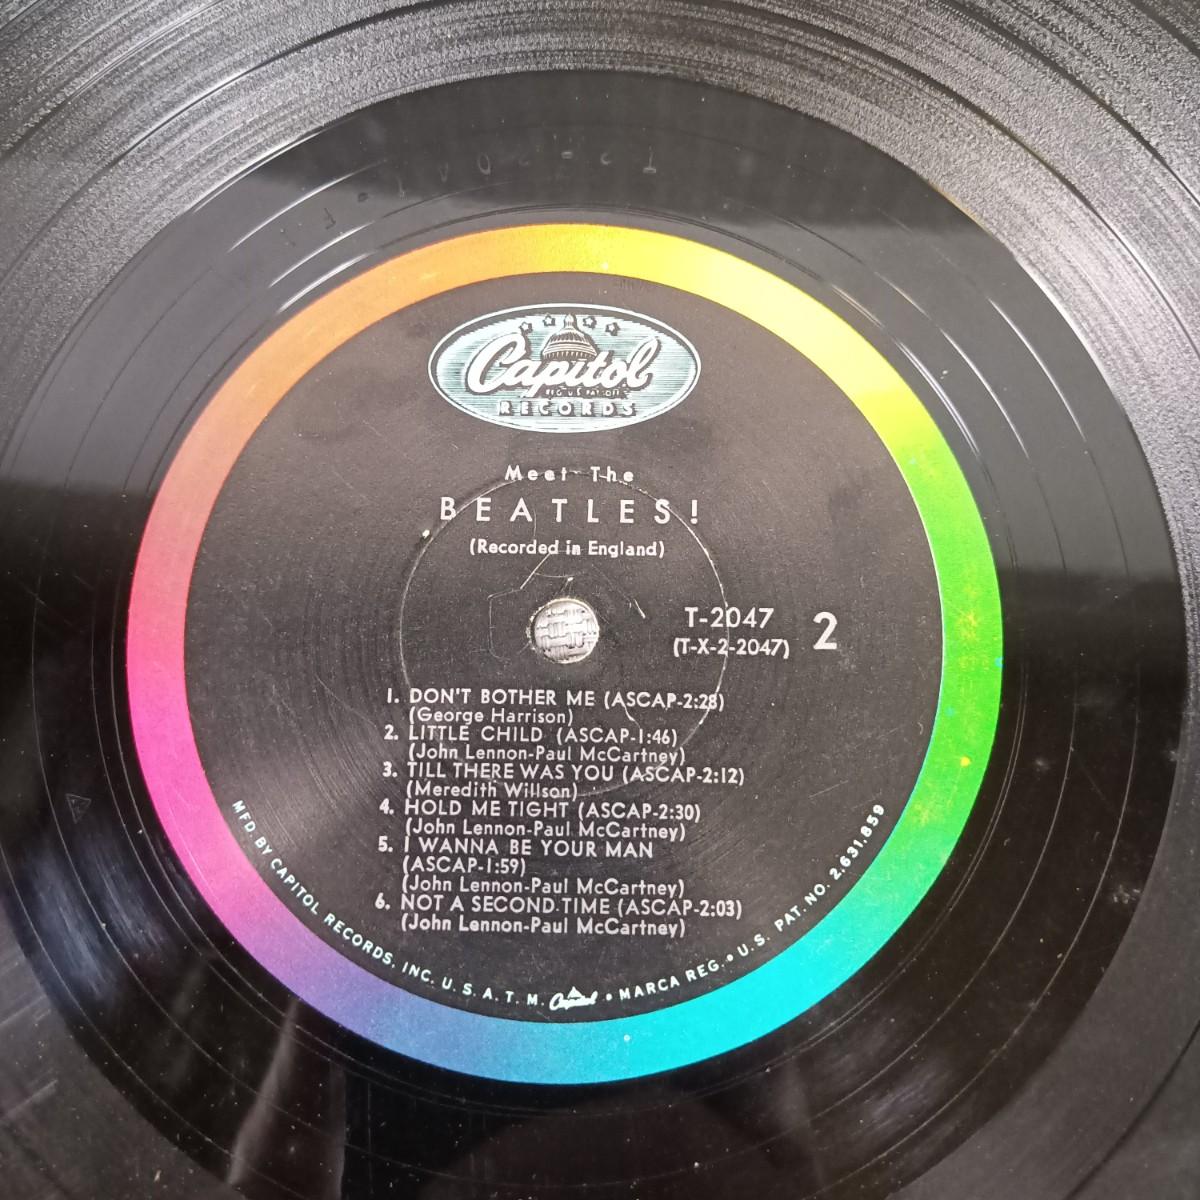 Capitol
REG. U.S. PAT. OFF.
RECORDS
Meet The
BEATLES!
(Recorded in England)
T-2047
(T-X-2-2047)
2
1. DON'T BOTHER ME (ASCAP-2:28)
(George Harrison)
2. LITTLE CHILD (ASCAP-1:46)
(John Lennon-Paul McCartney)
3. TILL THERE WAS YOU (ASCAP-2:12)
(Meredith Willson)
4. HOLD ME TIGHT (ASCAP-2:30)
(John Lennon-Paul McCartney)
5. I WANNA BE YOUR MAN
(ASCAP-1:59)
(John Lennon-Paul McCartney)
6. NOT A SECOND TIME (ASCAP-2:03)
(John Lennon-Paul McCartney)
MFD. BY CAPITOL RECORDS, INC. U.S.A. T.M. Capitol • MARCA REG. • U.S. PAT. NO. 2,631,859